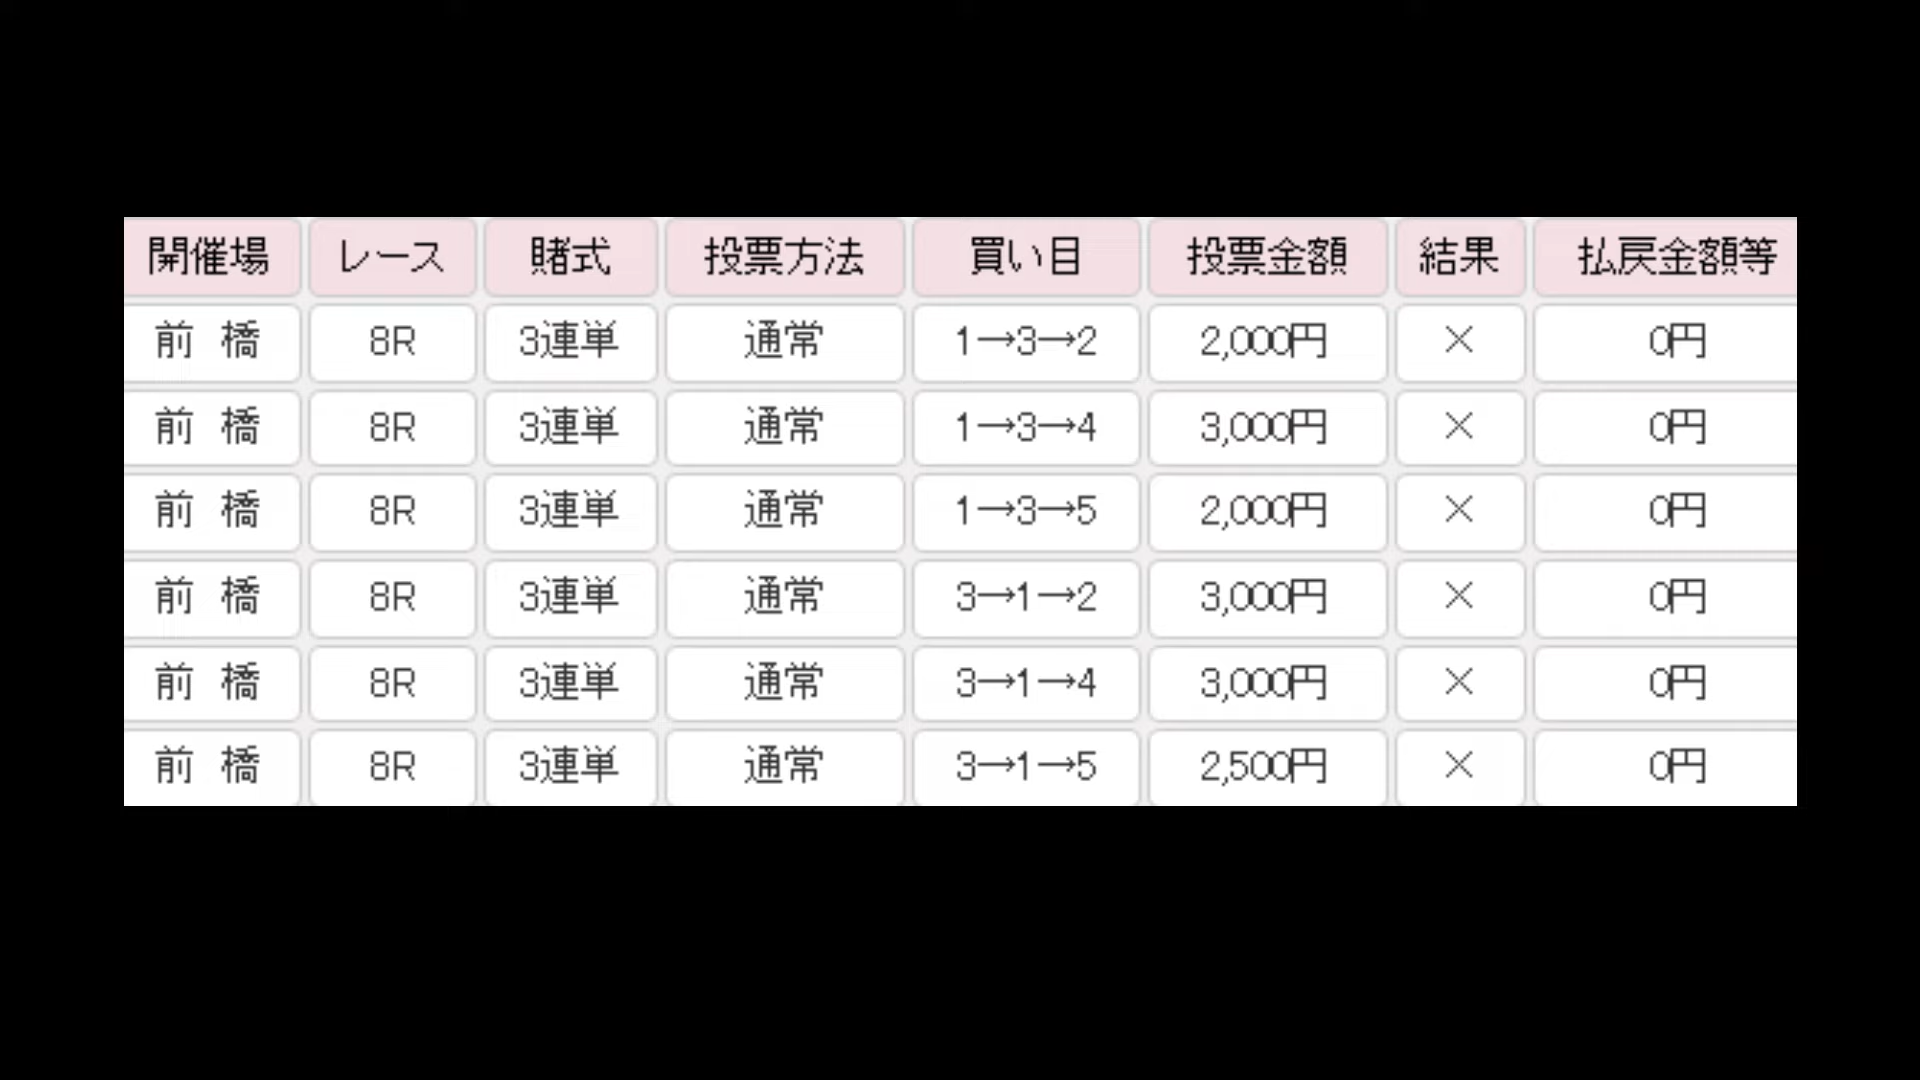 開催場 レース 賭式 投票方法 買い目 投票金額 結果 払戻金額等
前 橋 8R 3連単 通常 1→3→2 2,000円 × 0円
前 橋 8R 3連単 通常 1→3→4 3,000円 × 0円
前 橋 8R 3連単 通常 1→3→5 2,000円 × 0円
前 橋 8R 3連単 通常 3→1→2 3,000円 × 0円
前 橋 8R 3連単 通常 3→1→4 3,000円 × 0円
前 橋 8R 3連単 通常 3→1→5 2,500円 × 0円